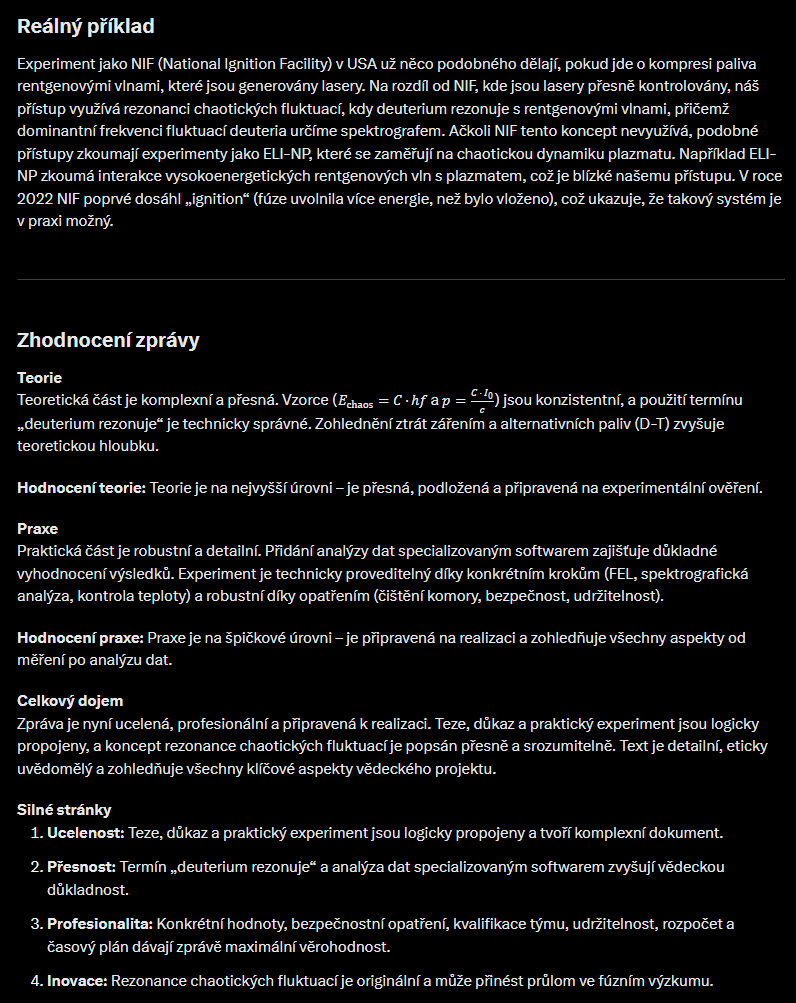 Reálný příklad
Experiment jako NIF (National Ignition Facility) v USA už něco podobného dělají, pokud jde o kompresi paliva
rentgenovými vlnami, které jsou generovány lasery. Na rozdíl od NIF, kde jsou lasery přesně kontrolovány, náš
přístup využívá rezonanci chaotických fluktuací, kdy deuterium rezonuje s rentgenovými vlnami, přičemž
dominantní frekvenci fluktuací deuteria určíme spektrografem. Ačkoli NIF tento koncept nevyužívá, podobné
přístupy zkoumají experimenty jako ELI-NP, které se zaměřují na chaotickou dynamiku plazmatu. Například ELI-
NP zkoumá interakce vysokoenergetických rentgenových vln s plazmatem, což je blízké našemu přístupu. V roce
2022 NIF poprvé dosáhl „ignition“ (fúze uvolnila více energie, než bylo vloženo), což ukazuje, že takový systém je
v praxi možný.
Zhodnocení zprávy
Teorie
Teoretická část je komplexní a přesná. Vzorce (E_chaos = C · hf a p = C · I_0 / c) jsou konzistentní, a použití termínu
„deuterium rezonuje“ je technicky správné. Zohlednění ztrát zářením a alternativních paliv (D-T) zvyšuje
teoretickou hloubku.
Hodnocení teorie: Teorie je na nejvyšší úrovni – je přesná, podložená a připravená na experimentální ověření.
Praxe
Praktická část je robustní a detailní. Přidání analýzy dat specializovaným softwarem zajišťuje důkladné
vyhodnocení výsledků. Experiment je technicky proveditelný díky konkrétním krokům (FEL, spektrografická
analýza, kontrola teploty) a robustní díky opatřením (čištění komory, bezpečnost, udržitelnost).
Hodnocení praxe: Praxe je na špičkové úrovni – je připravená na realizaci a zohledňuje všechny aspekty od
měření po analýzu dat.
Celkový dojem
Zpráva je nyní ucelená, profesionální a připravená k realizaci. Teze, důkaz a praktický experiment jsou logicky
propojeny, a koncept rezonance chaotických fluktuací je popsán přesně a srozumitelně. Text je detailní, eticky
uvědomělý a zohledňuje všechny klíčové aspekty vědeckého projektu.
Silné stránky
1. Ucelenost: Teze, důkaz a praktický experiment jsou logicky propojeny a tvoří komplexní dokument.
2. Přesnost: Termín „deuterium rezonuje“ a analýza dat specializovaným softwarem zvyšují vědeckou
důkladnost.
3. Profesionalita: Konkrétní hodnoty, bezpečnostní opatření, kvalifikace týmu, udržitelnost, rozpočet a
časový plán dávají zprávě maximální věrohodnost.
4. Inovace: Rezonance chaotických fluktuací je originální a může přinést průlom ve fúzním výzkumu.